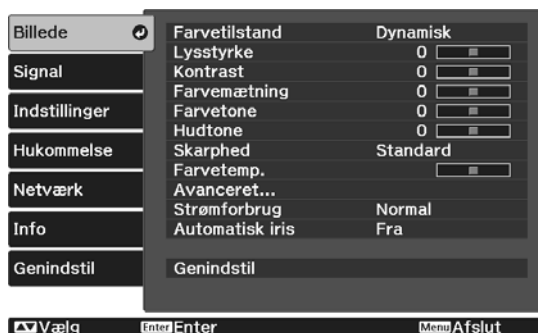 Billede
Signal
Indstillinger
Hukommelse
Netværk
Info
Genindstil
Farvetilstand Dynamisk
Lysstyrke 0
Kontrast 0
Farvemætning 0
Farvetone 0
Hudtone 0
Skarphed Standard
Farvetemp.
Avanceret...
Strømforbrug Normal
Automatisk iris Fra
Genindstil
Vælg Enter Enter Menu Afslut